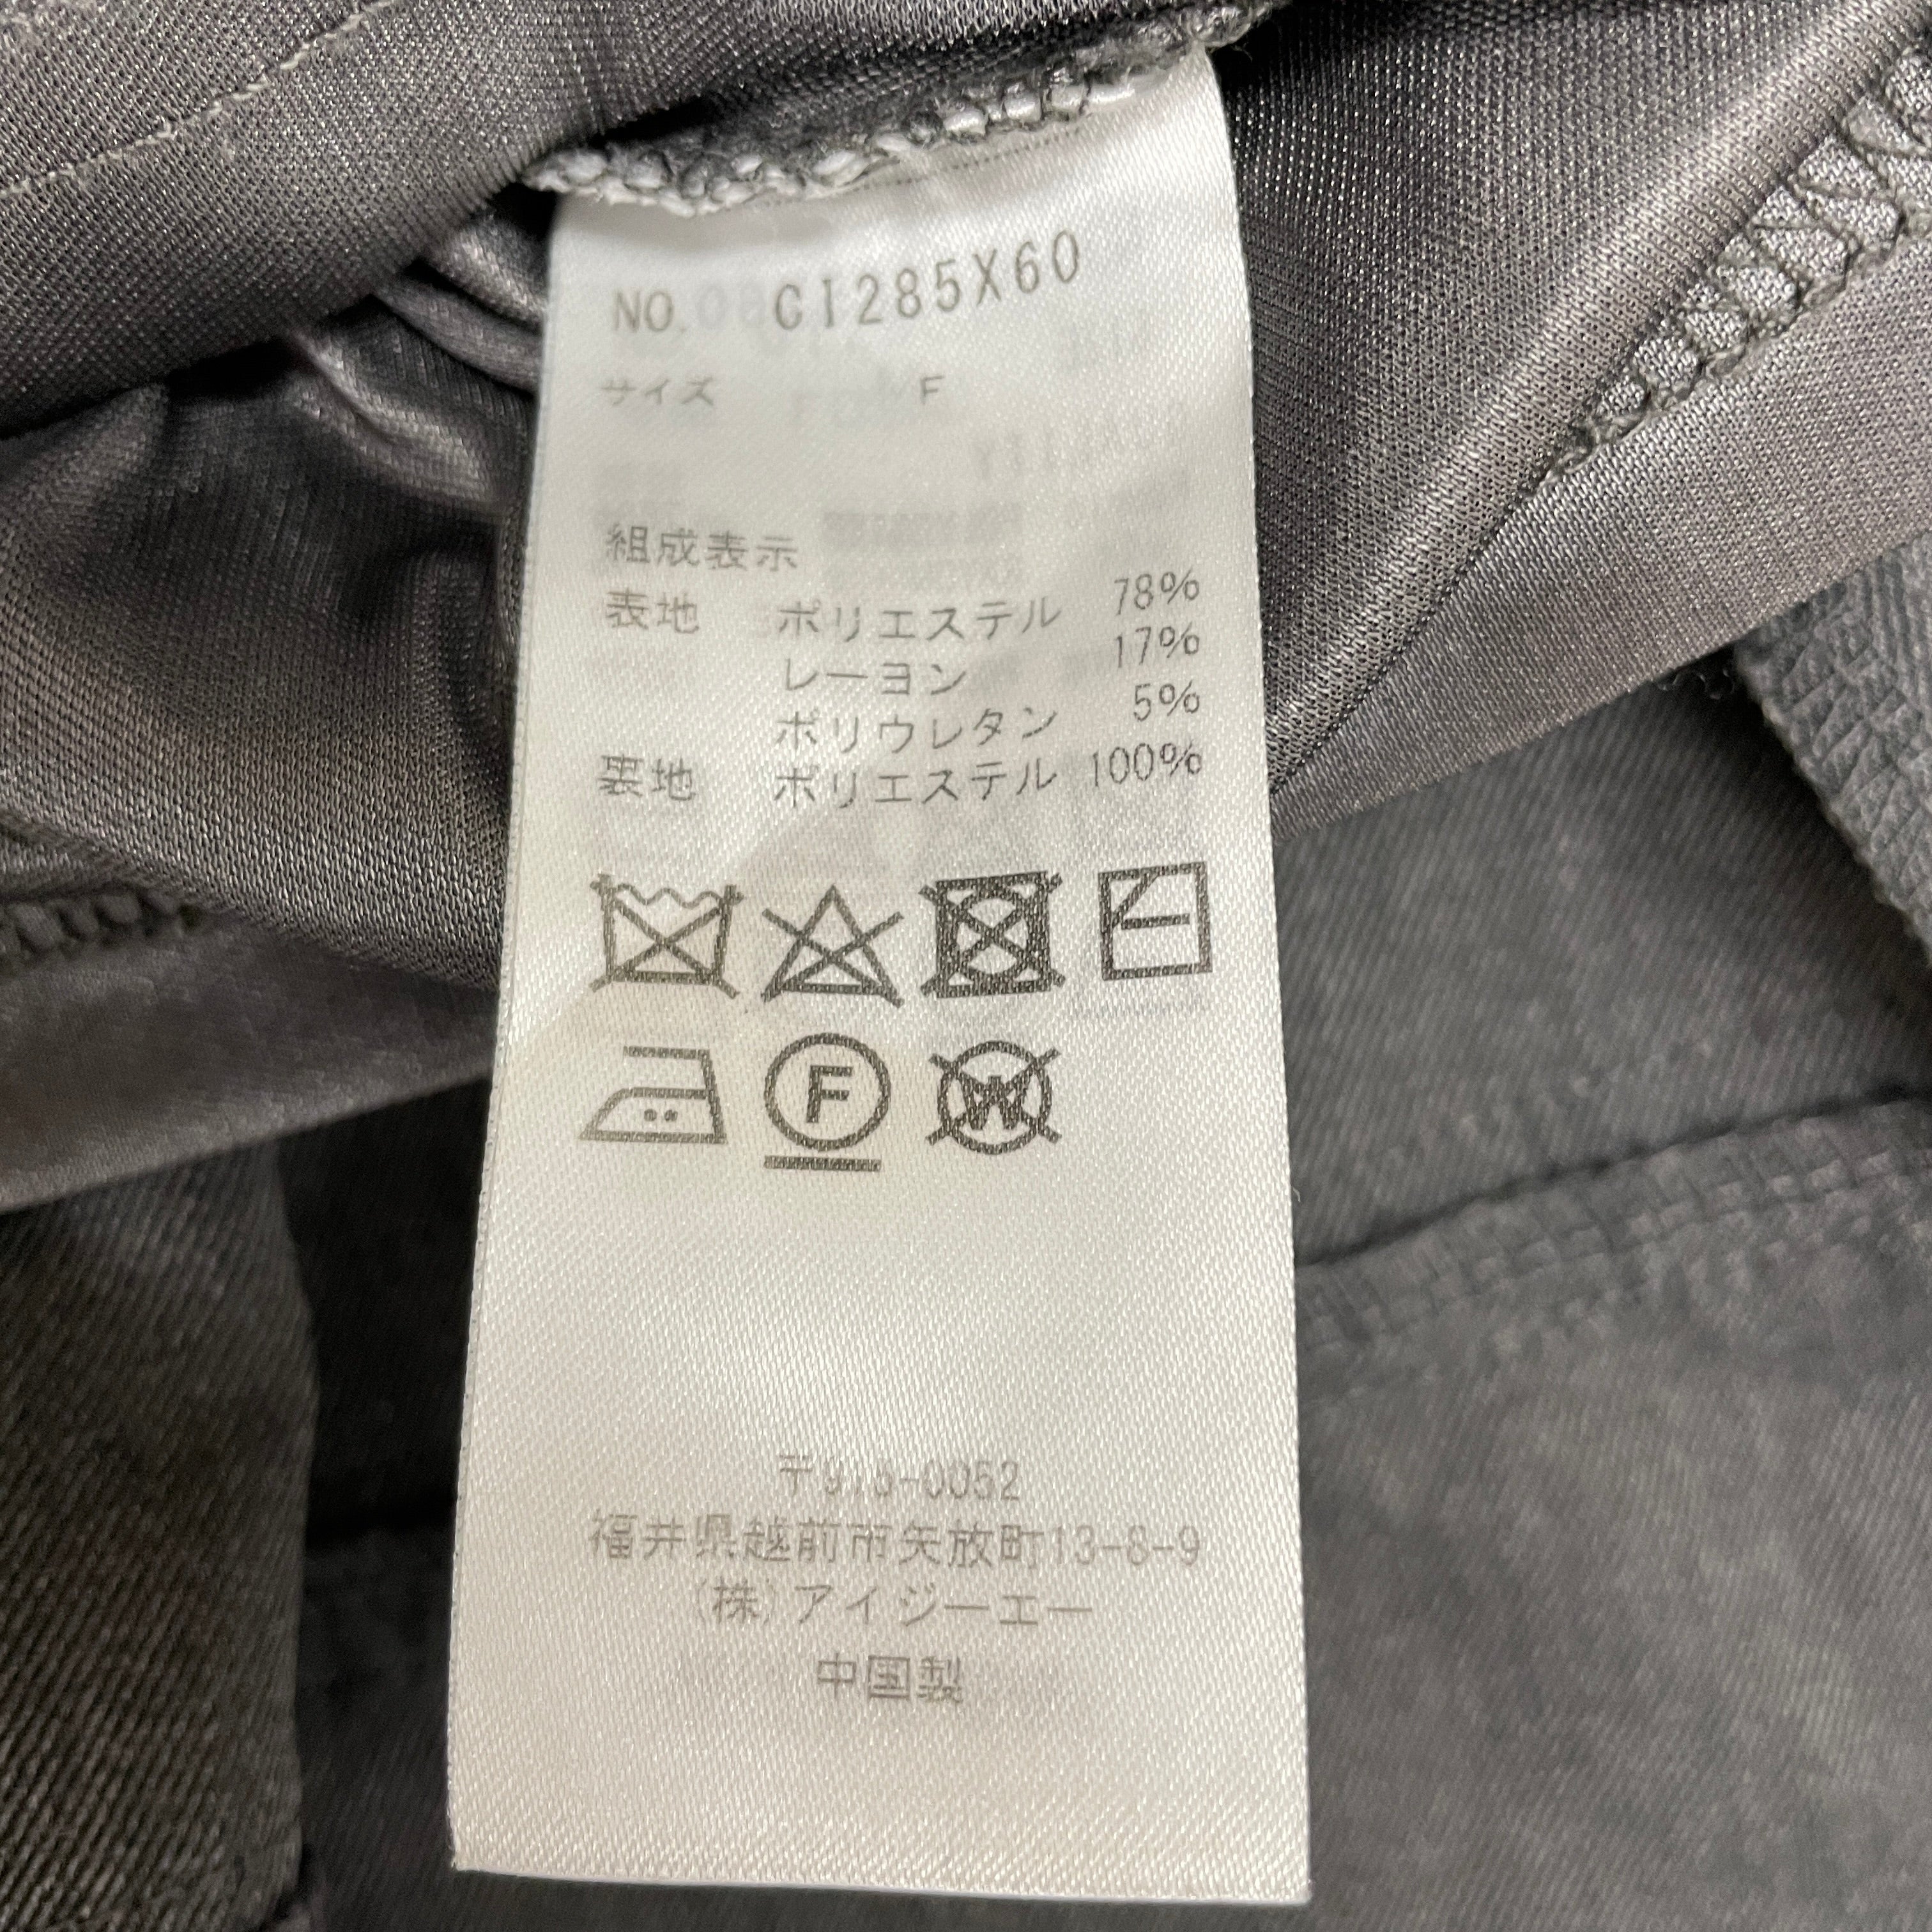 NO. CI285X60
サイズ F
組成表示
表地 ポリエステル 78%
レーヨン 17%
ポリウレタン 5%
裏地 ポリエステル 100%
F
W
〒915-0052
福井県越前市矢放町13-8-9
(株)アイジーエー
中国製